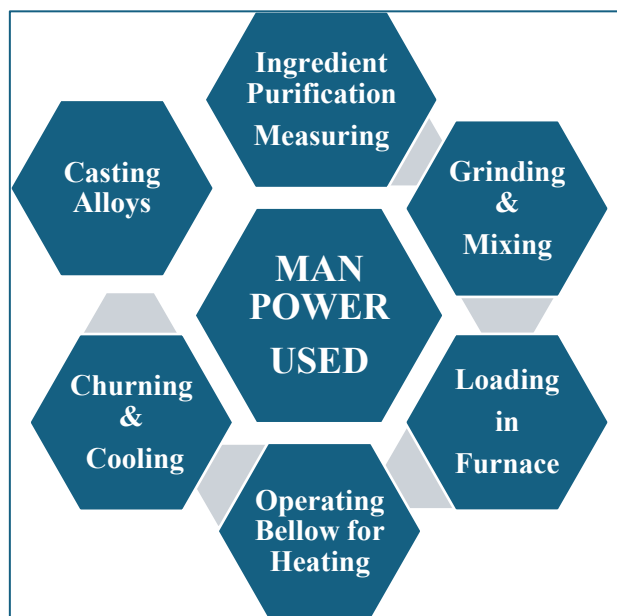 Ingredient
Purification
Measuring
Grinding
&
Mixing
Loading
in
Furnace
Operating
Bellow for
Heating
Churning
&
Cooling
Casting
Alloys
MAN
POWER
USED